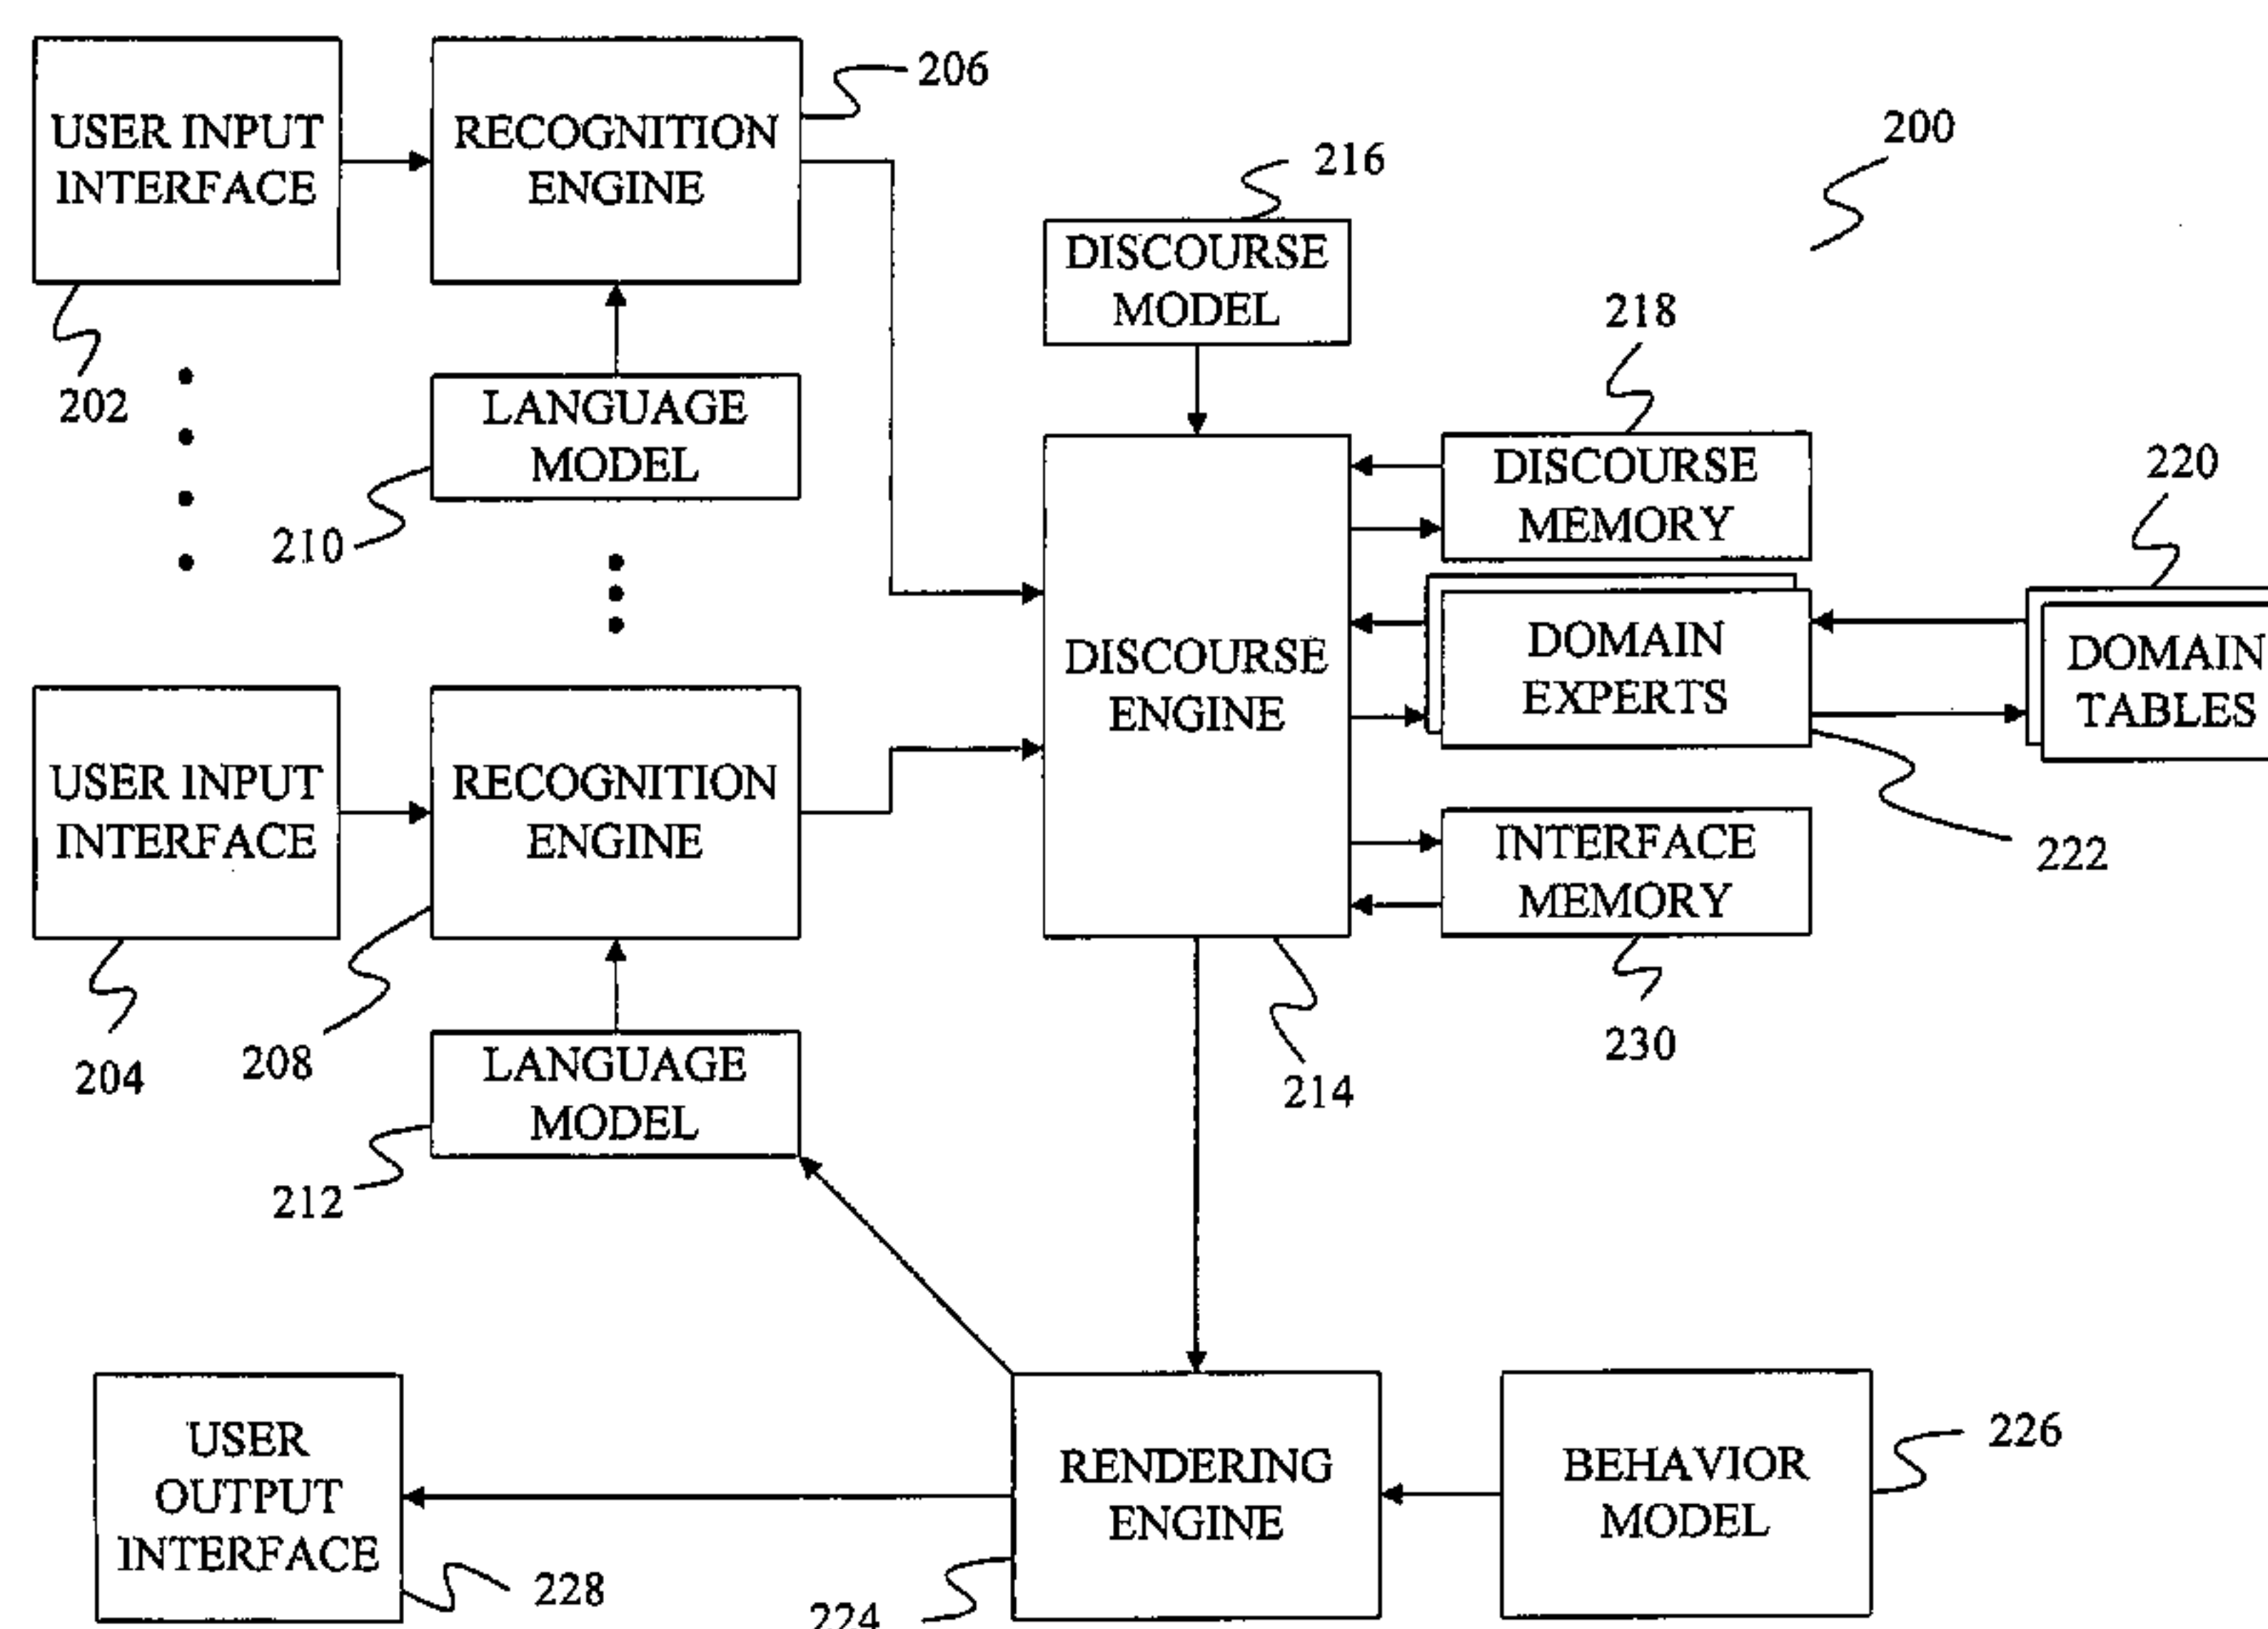 USER INPUT
INTERFACE
202
RECOGNITION
ENGINE
206
LANGUAGE
MODEL
210
DISCOURSE
MODEL
216
200
DISCOURSE
MEMORY
218
DISCOURSE
ENGINE
214
DOMAIN
EXPERTS
222
DOMAIN
TABLES
220
INTERFACE
MEMORY
230
USER INPUT
INTERFACE
204
RECOGNITION
ENGINE
208
LANGUAGE
MODEL
212
USER
OUTPUT
INTERFACE
228
RENDERING
ENGINE
224
BEHAVIOR
MODEL
226